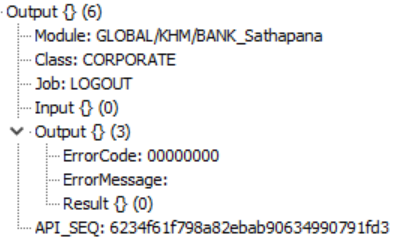 Output {} (6)
Module: GLOBAL/KHM/BANK_Sathapana
Class: CORPORATE
Job: LOGOUT
Input {} (0)
Output {} (3)
ErrorCode: 00000000
ErrorMessage:
Result {} (0)
API_SEQ: 6234f61f798a82ebab90634990791fd3